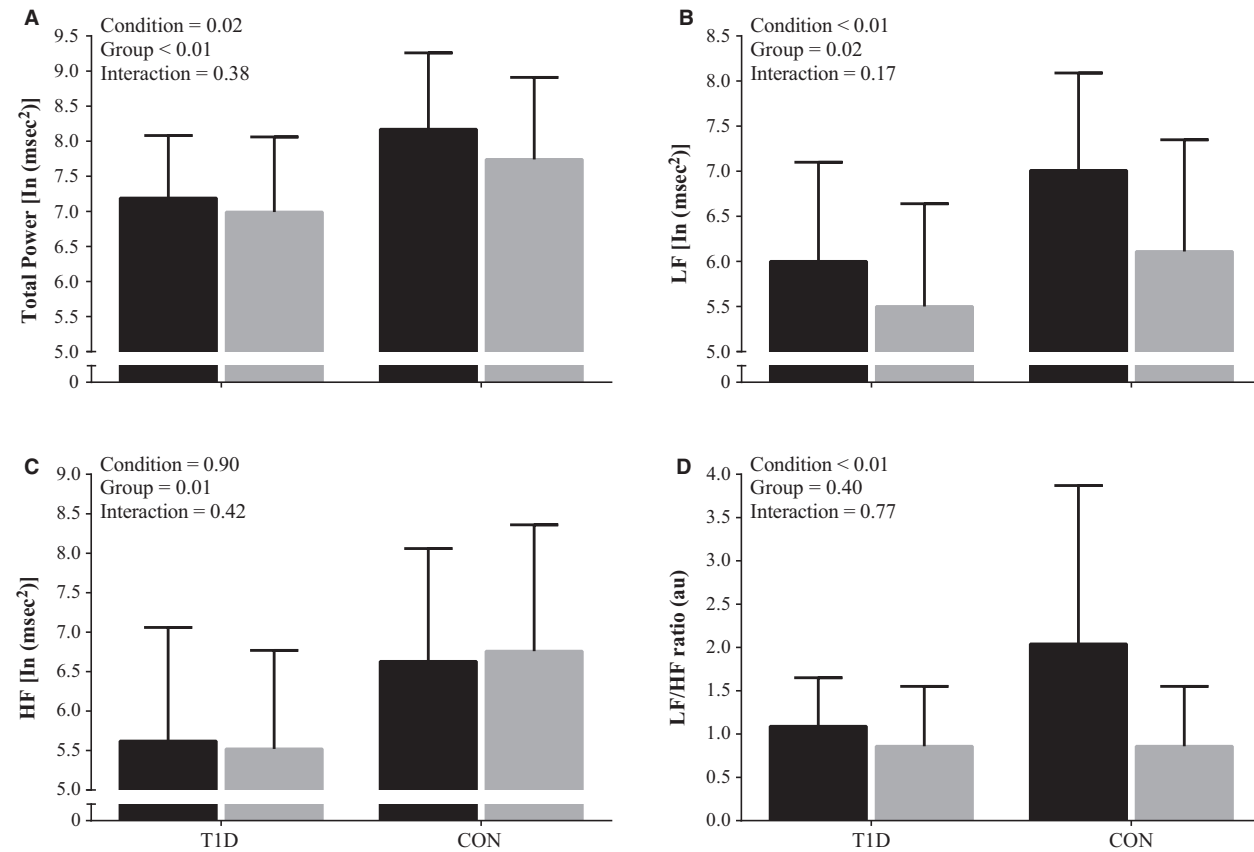 A
Condition = 0.02
Group < 0.01
Interaction = 0.38
Total Power [In (msec²)]
9.5
9.0
8.5
8.0
7.5
7.0
6.5
6.0
5.5
5.0
0
B
Condition < 0.01
Group = 0.02
Interaction = 0.17
LF [In (msec²)]
8.5
8.0
7.5
7.0
6.5
6.0
5.5
5.0
0
C
Condition = 0.90
Group = 0.01
Interaction = 0.42
HF [In (msec²)]
9.0
8.5
8.0
7.5
7.0
6.5
6.0
5.5
5.0
0
T1D
CON
D
Condition < 0.01
Group = 0.40
Interaction = 0.77
LF/HF ratio (au)
4.0
3.5
3.0
2.5
2.0
1.5
1.0
0.5
0.0
T1D
CON